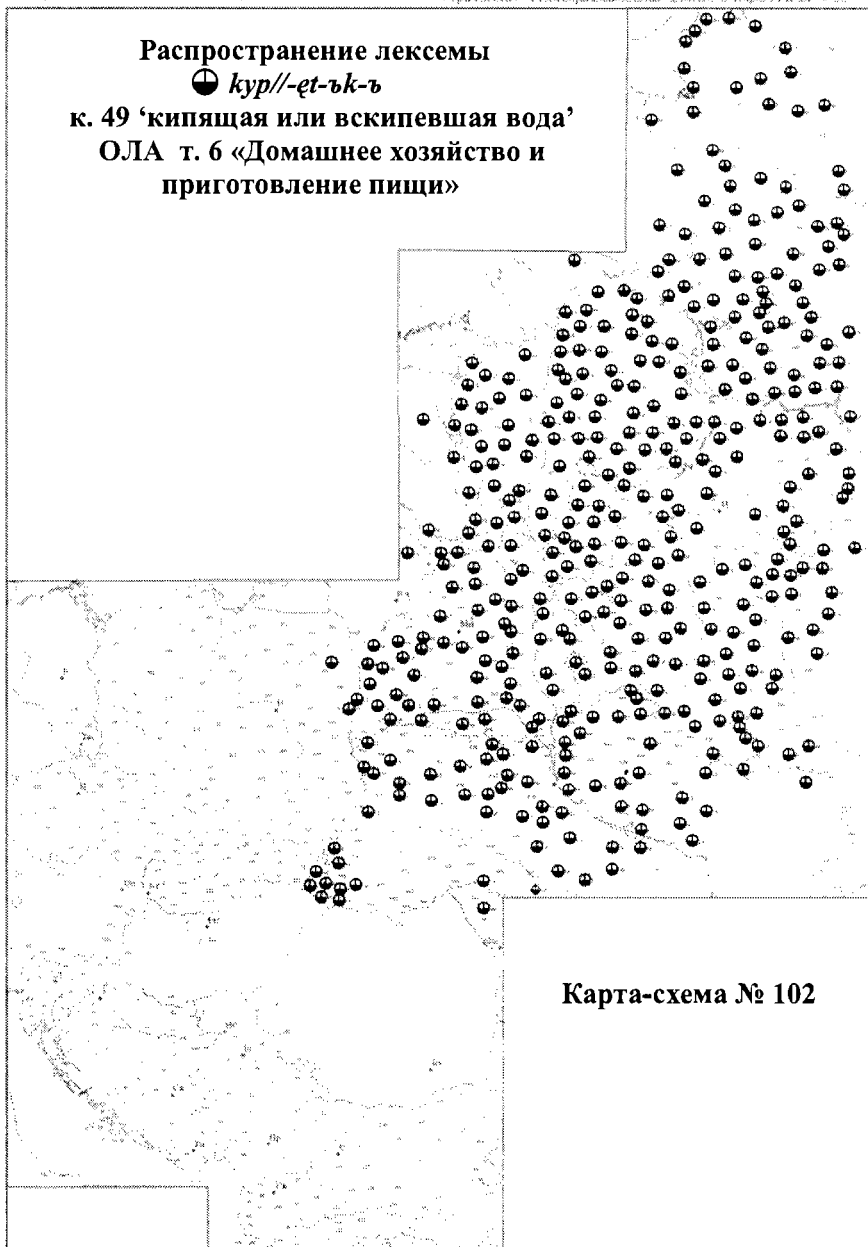 Распространение лексемы
kyp//-ęt-ъk-ъ
к. 49 ‘кипящая или вскипевшая вода’
ОЛА т. 6 «Домашнее хозяйство и
приготовление пищи»
Карта-схема № 102